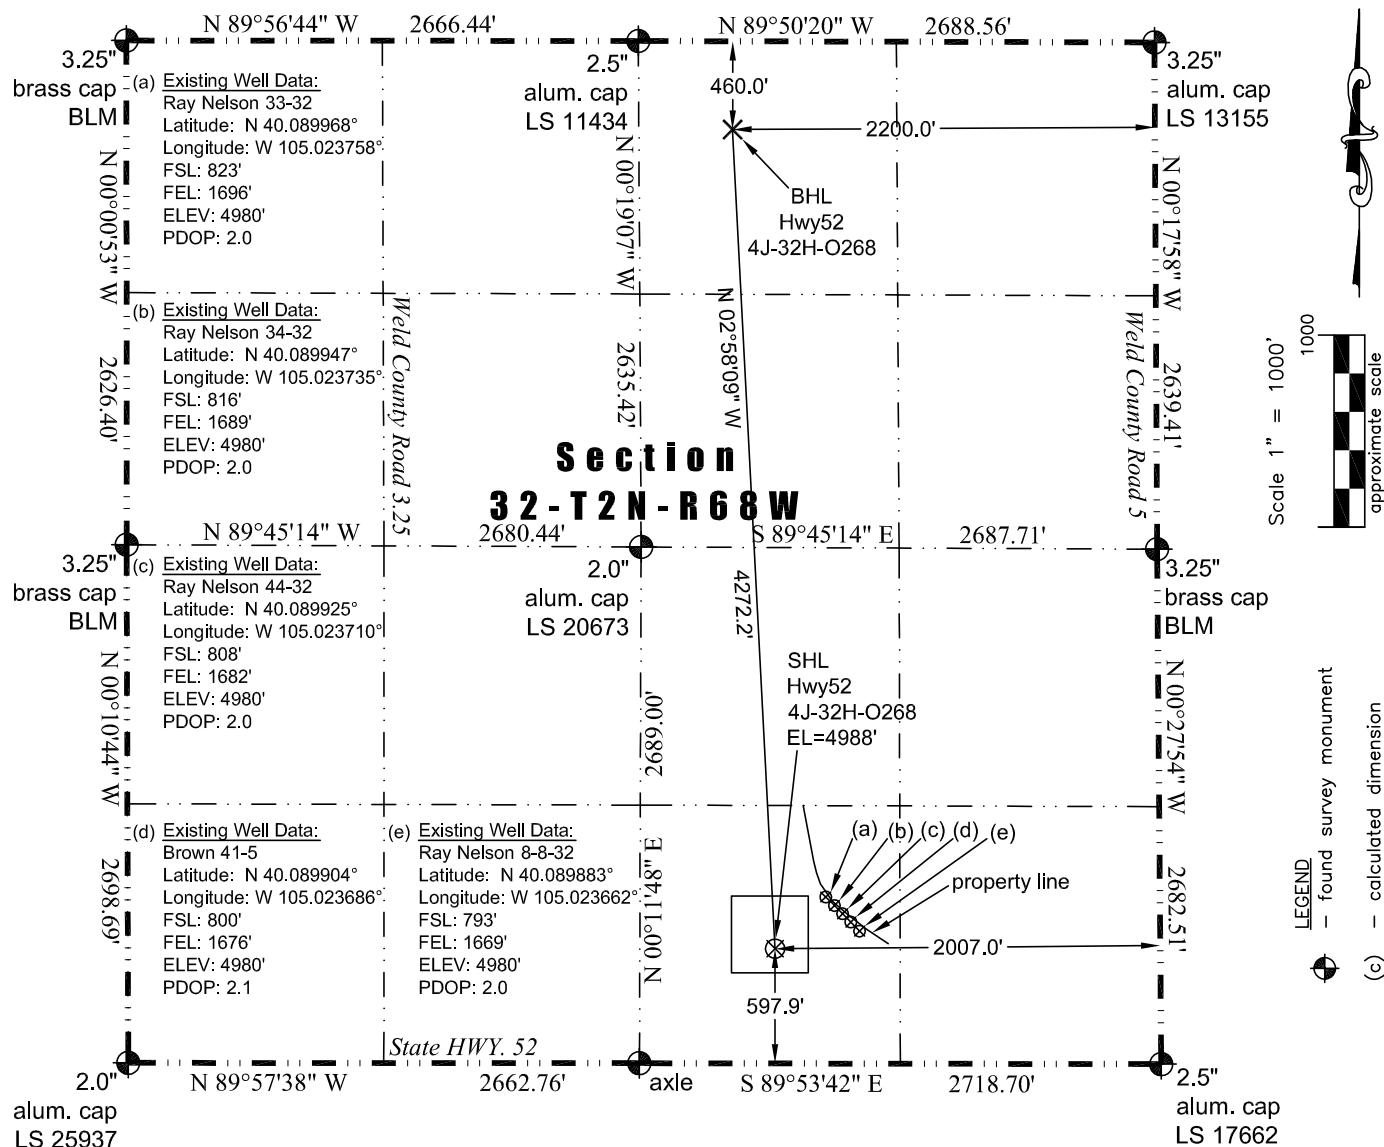 N 89°56'44" W 2666.44' N 89°50'20" W 2688.56'
3.25"
brass cap
BLM
2.5"
alum. cap
LS 11434
3.25"
alum. cap
LS 13155
460.0'
2200.0'
(a) Existing Well Data:
Ray Nelson 33-32
Latitude: N 40.089968°
Longitude: W 105.023758°
FSL: 823'
FEL: 1696'
ELEV: 4980'
PDOP: 2.0
BHL
Hwy52
4J-32H-O268
N 00°00'53" W
2626.40'
N 00°19'07" W
2635.42'
N 00°17'58" W
2639.41'
Weld County Road 3.25
Weld County Road 5
N 02°58'09" W
4272.2'
(b) Existing Well Data:
Ray Nelson 34-32
Latitude: N 40.089947°
Longitude: W 105.023735°
FSL: 816'
FEL: 1689'
ELEV: 4980'
PDOP: 2.0
Section
32-T2N-R68W
1000
Scale 1" = 1000'
approximate scale
N 89°45'14" W 2680.44' S 89°45'14" E 2687.71'
3.25"
brass cap
BLM
2.0"
alum. cap
LS 20673
3.25"
brass cap
BLM
(c) Existing Well Data:
Ray Nelson 44-32
Latitude: N 40.089925°
Longitude: W 105.023710°
FSL: 808'
FEL: 1682'
ELEV: 4980'
PDOP: 2.0
SHL
Hwy52
4J-32H-O268
EL=4988'
N 00°10'44" W
2698.69'
2689.00'
N 00°11'48" E
N 00°27'54" W
2682.51'
(d) Existing Well Data:
Brown 41-5
Latitude: N 40.089904°
Longitude: W 105.023686°
FSL: 800'
FEL: 1676'
ELEV: 4980'
PDOP: 2.1
(e) Existing Well Data:
Ray Nelson 8-8-32
Latitude: N 40.089883°
Longitude: W 105.023662°
FSL: 793'
FEL: 1669'
ELEV: 4980'
PDOP: 2.0
(a) (b) (c) (d) (e)
property line
2007.0'
597.9'
LEGEND
- found survey monument
(c) - calculated dimension
State HWY. 52
N 89°57'38" W 2662.76' axle S 89°53'42" E 2718.70'
2.0"
alum. cap
LS 25937
2.5"
alum. cap
LS 17662